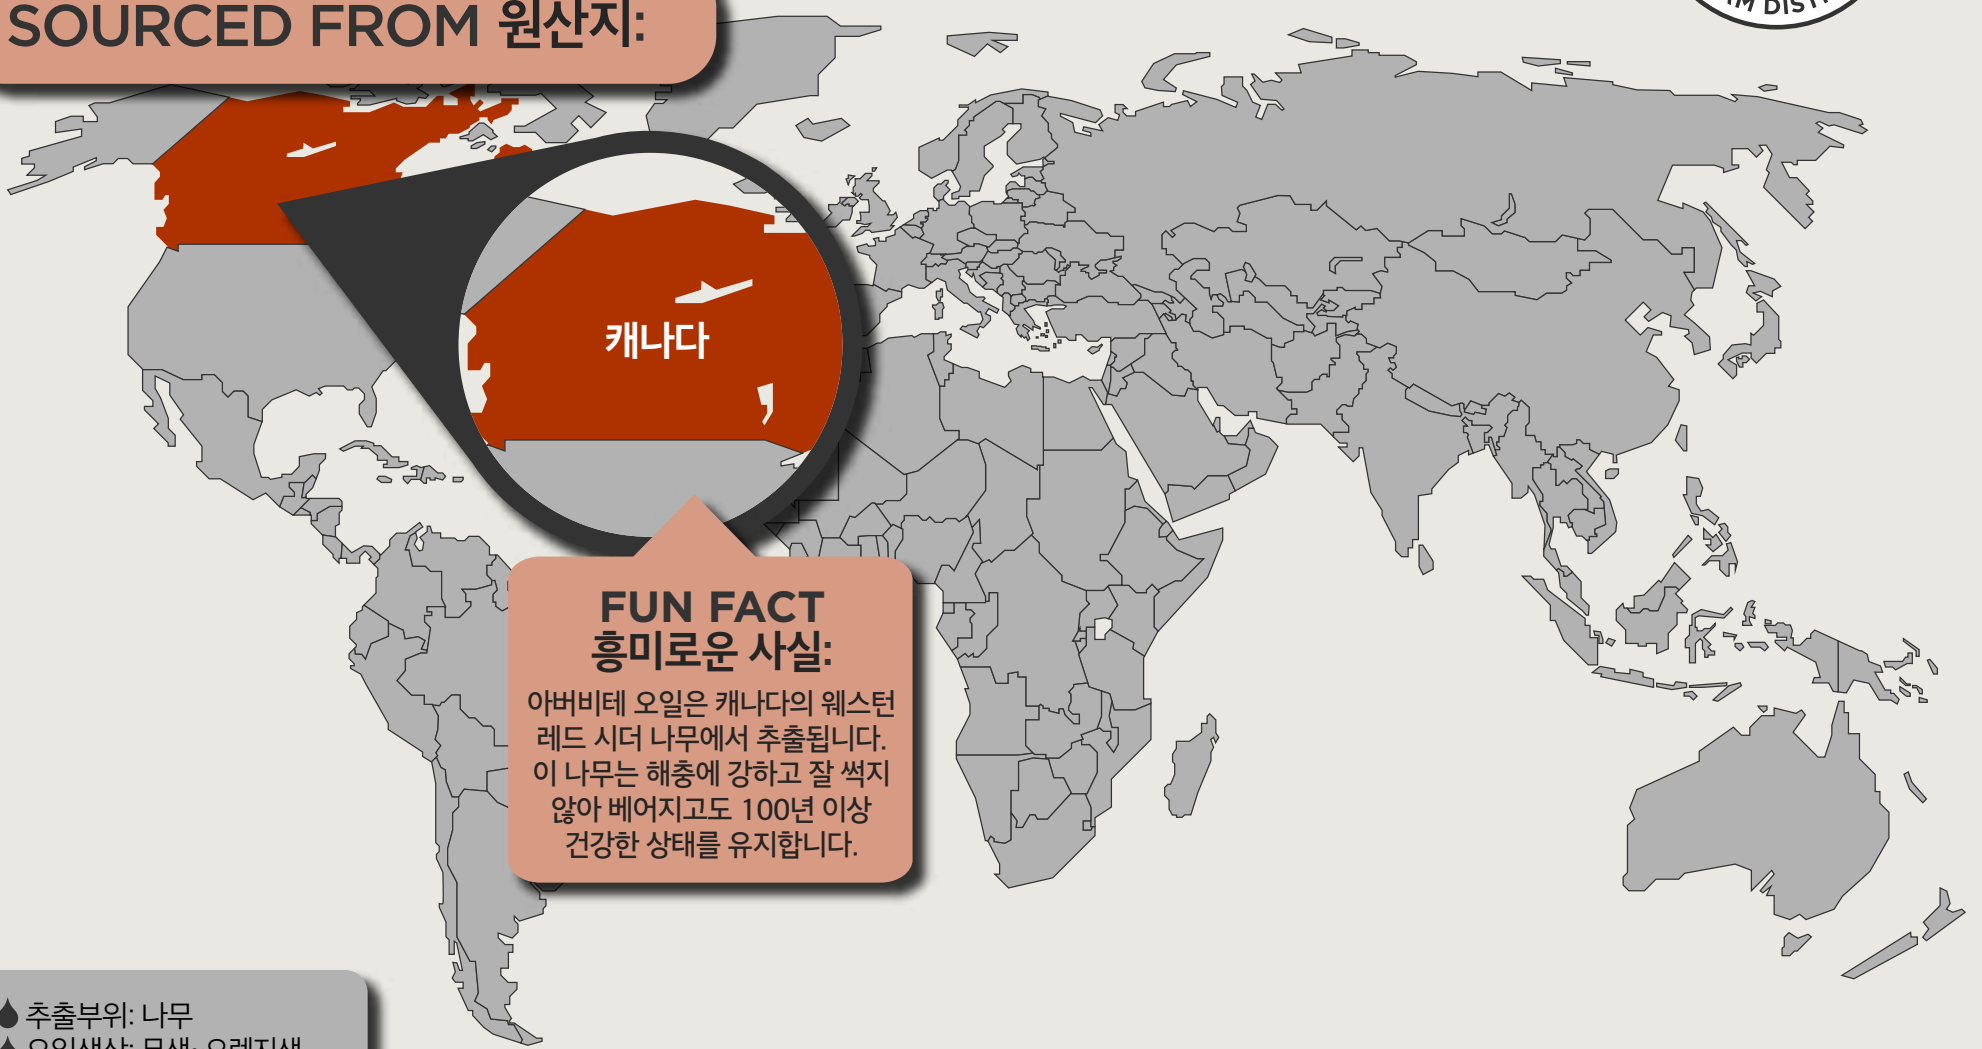 SOURCED FROM 원산지:
캐나다
FUN FACT
흥미로운 사실:
아버비테 오일은 캐나다의 웨스턴
레드 시더 나무에서 추출됩니다.
이 나무는 해충에 강하고 잘 썩지
않아 베어지고도 100년 이상
건강한 상태를 유지합니다.
추출부위: 나무